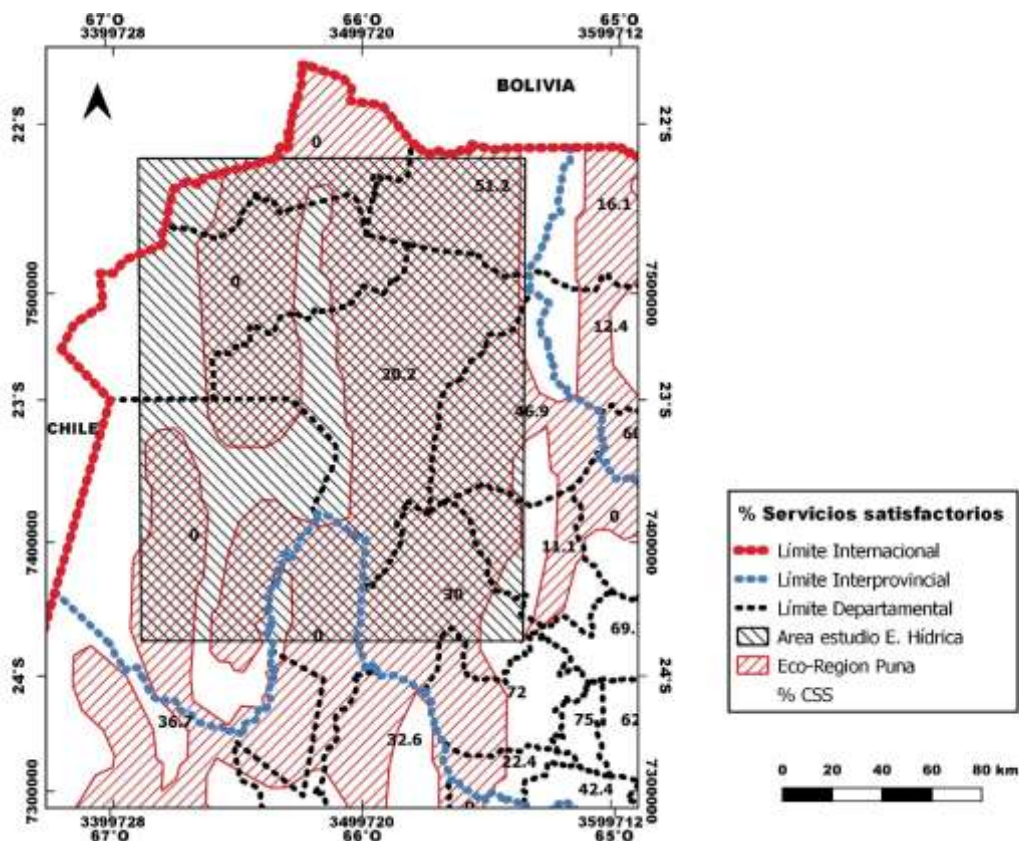 67°O 66°O 65°O
3399728 3499720 3599712
BOLIVIA
22°S 22°S
0
51.2
16.1
0
7500000 7500000
12.4
20.2
23°S 46.9 23°S
CHILE
0
0
11.1
7400000 7400000
30
0
69.
24°S 24°S
72
36.7
75
62
32.6
22.4
42.4
7300000 7300000
3399728 3499720 3599712
67°O 66°O 65°O
% Servicios satisfactorios
Límite Internacional
Límite Interprovincial
Límite Departamental
Area estudio E. Hídrica
Eco-Region Puna
% CSS
0 20 40 60 80 km